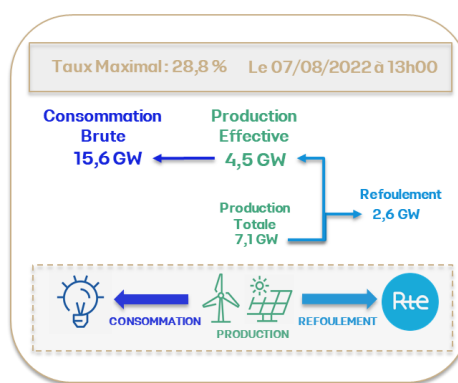 Taux Maximal : 28,8 % Le 07/08/2022 à 13h00
Consommation
Brute
15,6 GW
Production
Effective
4,5 GW
Refoulement
2,6 GW
Production
Totale
7,1 GW
CONSOMMATION
PRODUCTION
REFOULEMENT
Rte